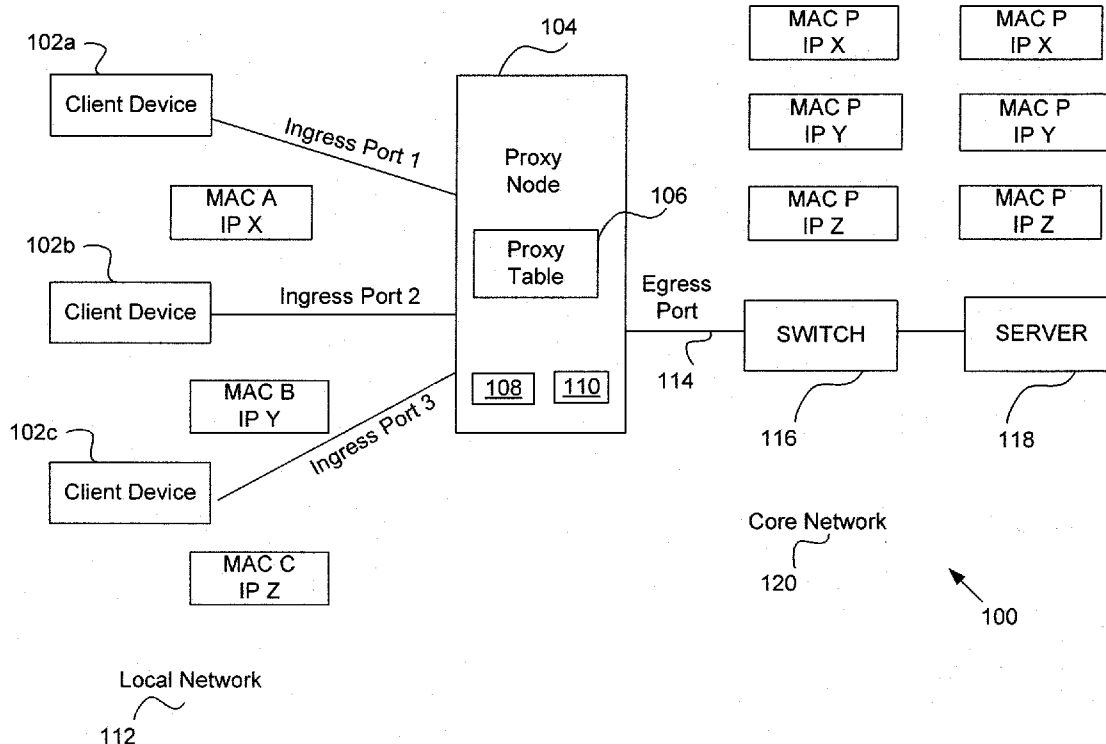 102a
Client Device
Ingress Port 1
MAC A
IP X
102b
Client Device
Ingress Port 2
MAC B
IP Y
102c
Client Device
Ingress Port 3
MAC C
IP Z
Local Network
112
104
Proxy
Node
106
Proxy
Table
108
110
Egress
Port
114
MAC P
IP X
MAC P
IP Y
MAC P
IP Z
SWITCH
116
MAC P
IP X
MAC P
IP Y
MAC P
IP Z
SERVER
118
Core Network
120
100